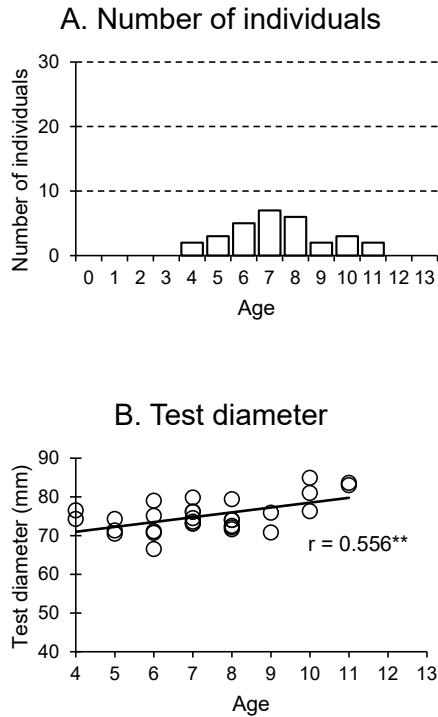 A. Number of individuals
30
20
10
0
Number of individuals
0 1 2 3 4 5 6 7 8 9 10 11 12 13
Age
B. Test diameter
90
80
70
60
50
40
Test diameter (mm)
r = 0.556**
4 5 6 7 8 9 10 11 12 13
Age